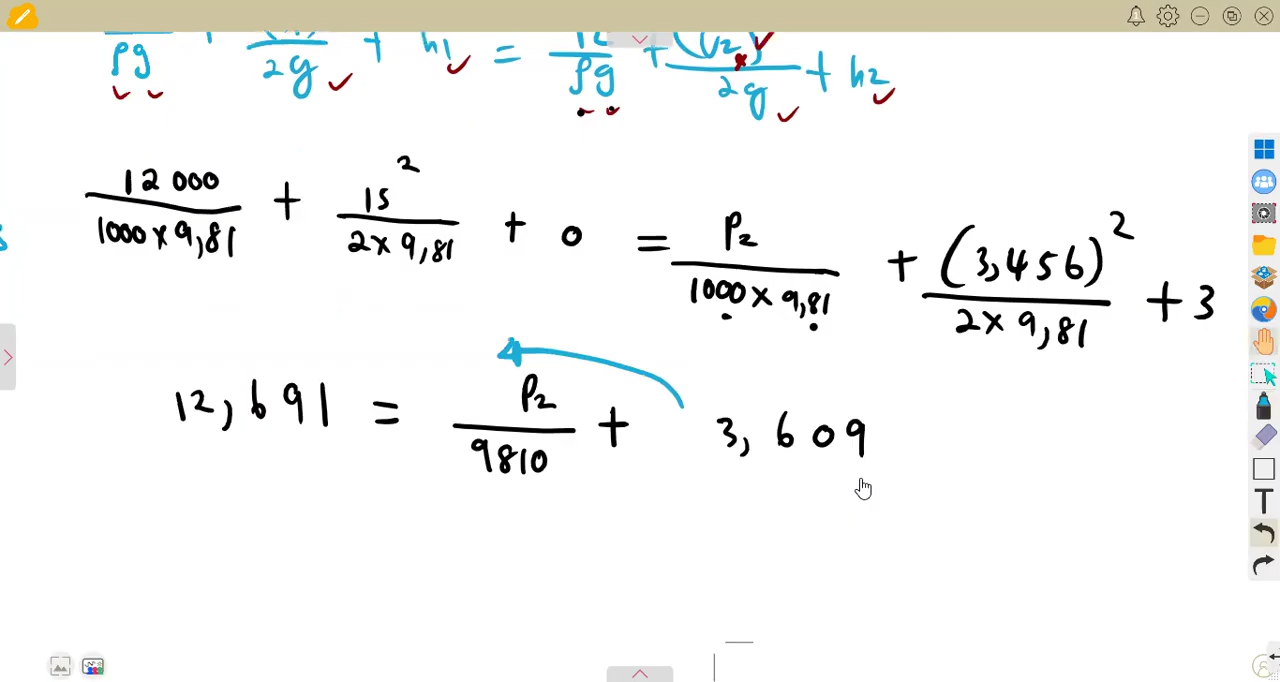 ρg 2g + h1 = ρg + 2g + h2
12 000 / 1000 × 9,81 + 15² / 2 × 9,81 + 0 = P₂ / 1000 × 9,81 + (3,456)² / 2 × 9,81 + 3
12,691 = P₂ / 9810 + 3,609
T